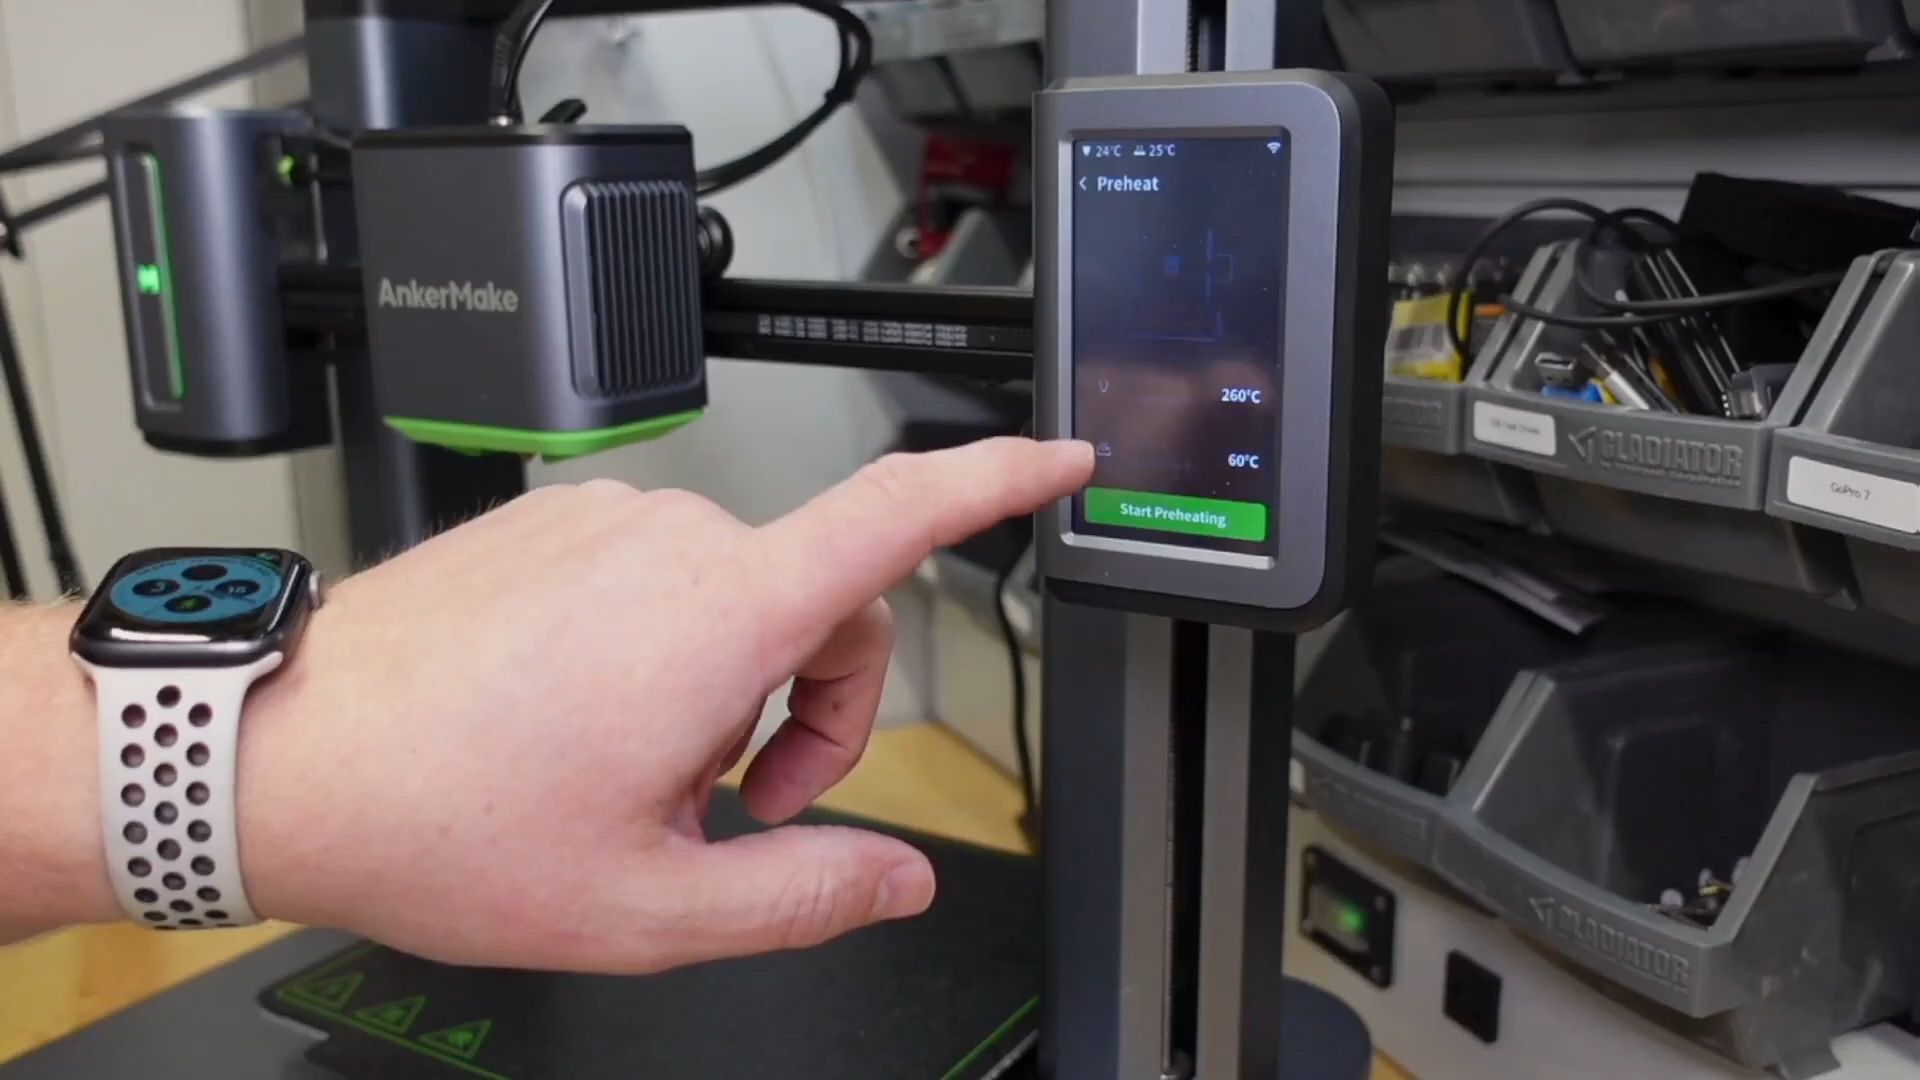 24°C 25°C
Preheat
AnkerMake
260°C
60°C
Start Preheating
GLADIATOR
GoPro 7
GLADIATOR